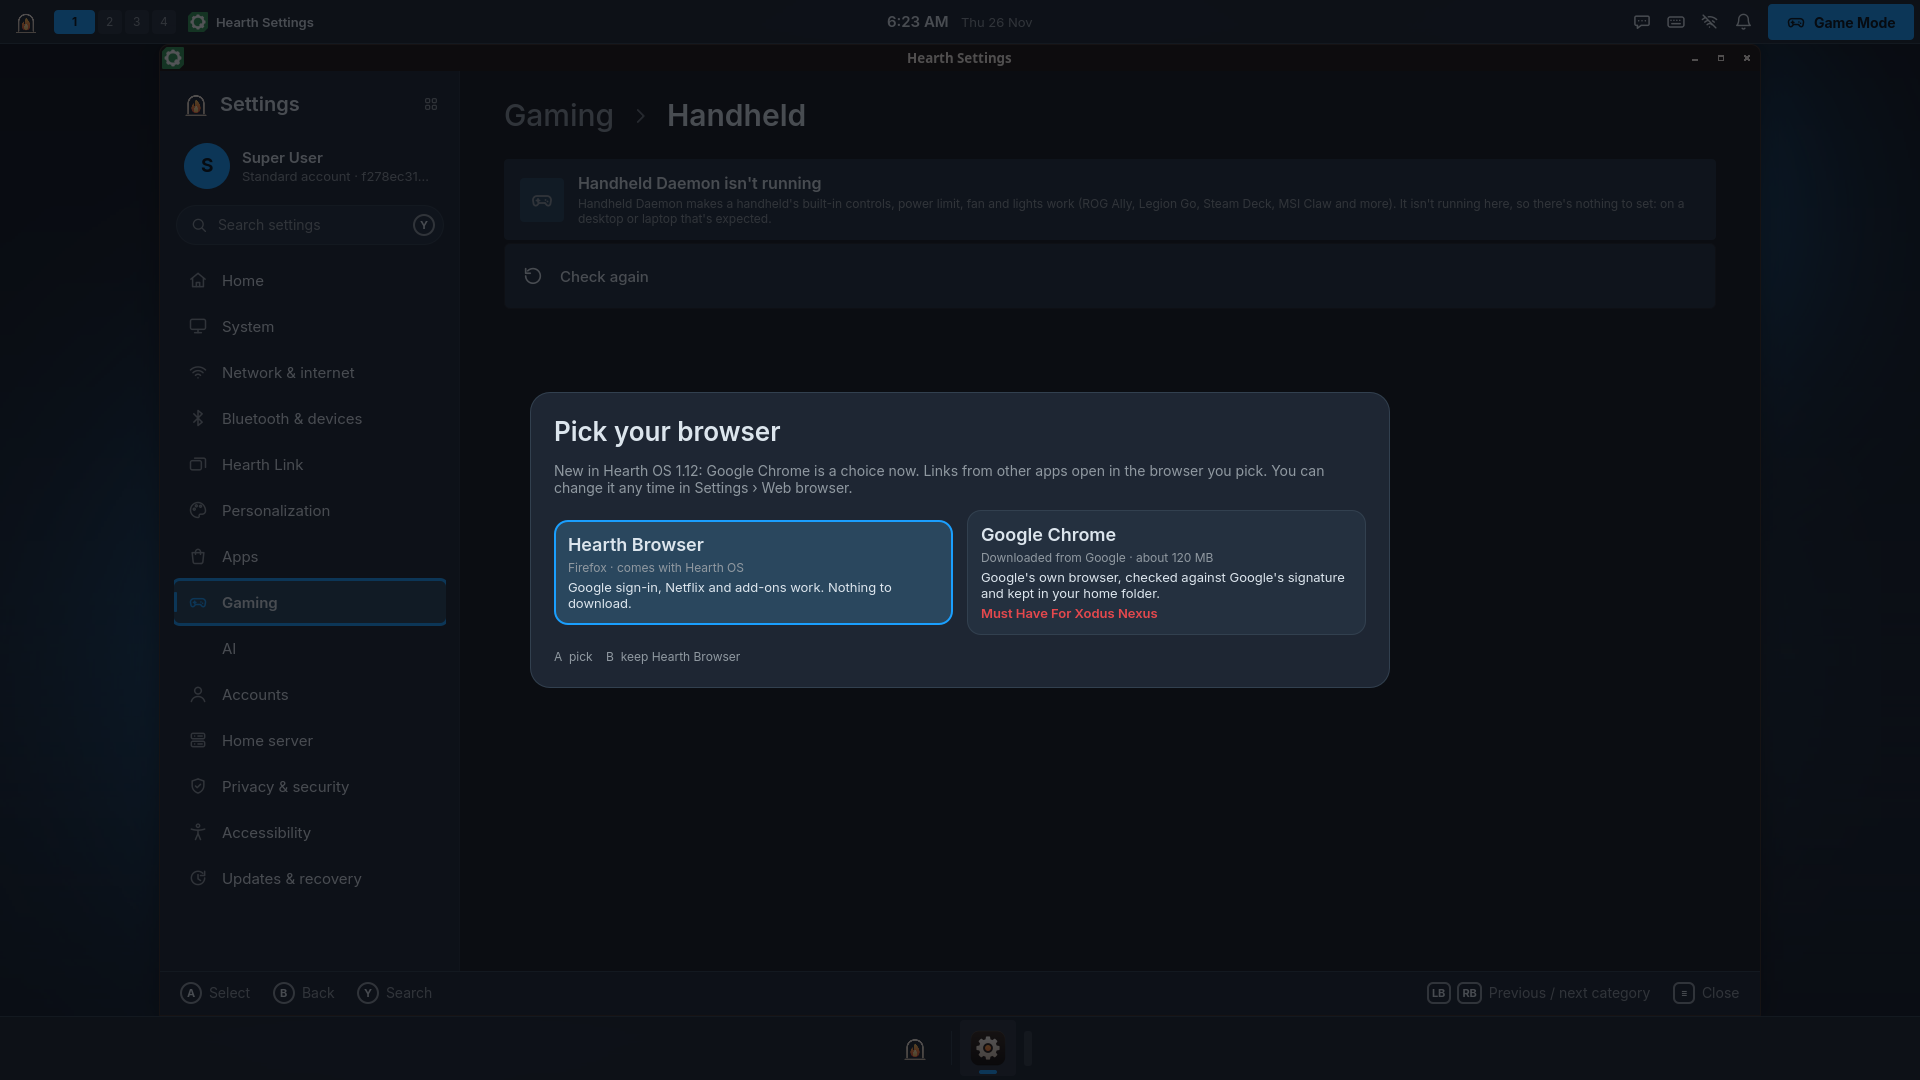 1 2 3 4 Hearth Settings
6:23 AM Thu 26 Nov
Game Mode
Hearth Settings
Settings
S
Super User
Standard account · f278ec31...
Search settings Y
Home
System
Network & internet
Bluetooth & devices
Hearth Link
Personalization
Apps
Gaming
AI
Accounts
Home server
Privacy & security
Accessibility
Updates & recovery
Gaming > Handheld
Handheld Daemon isn't running
Handheld Daemon makes a handheld's built-in controls, power limit, fan and lights work (ROG Ally, Legion Go, Steam Deck, MSI Claw and more). It isn't running here, so there's nothing to set: on a
desktop or laptop that's expected.
Check again
Pick your browser
New in Hearth OS 1.12: Google Chrome is a choice now. Links from other apps open in the browser you pick. You can
change it any time in Settings › Web browser.
Hearth Browser
Firefox · comes with Hearth OS
Google sign-in, Netflix and add-ons work. Nothing to
download.
Google Chrome
Downloaded from Google · about 120 MB
Google's own browser, checked against Google's signature
and kept in your home folder.
Must Have For Xodus Nexus
A pick B keep Hearth Browser
A Select B Back Y Search
LB RB Previous / next category ≡ Close